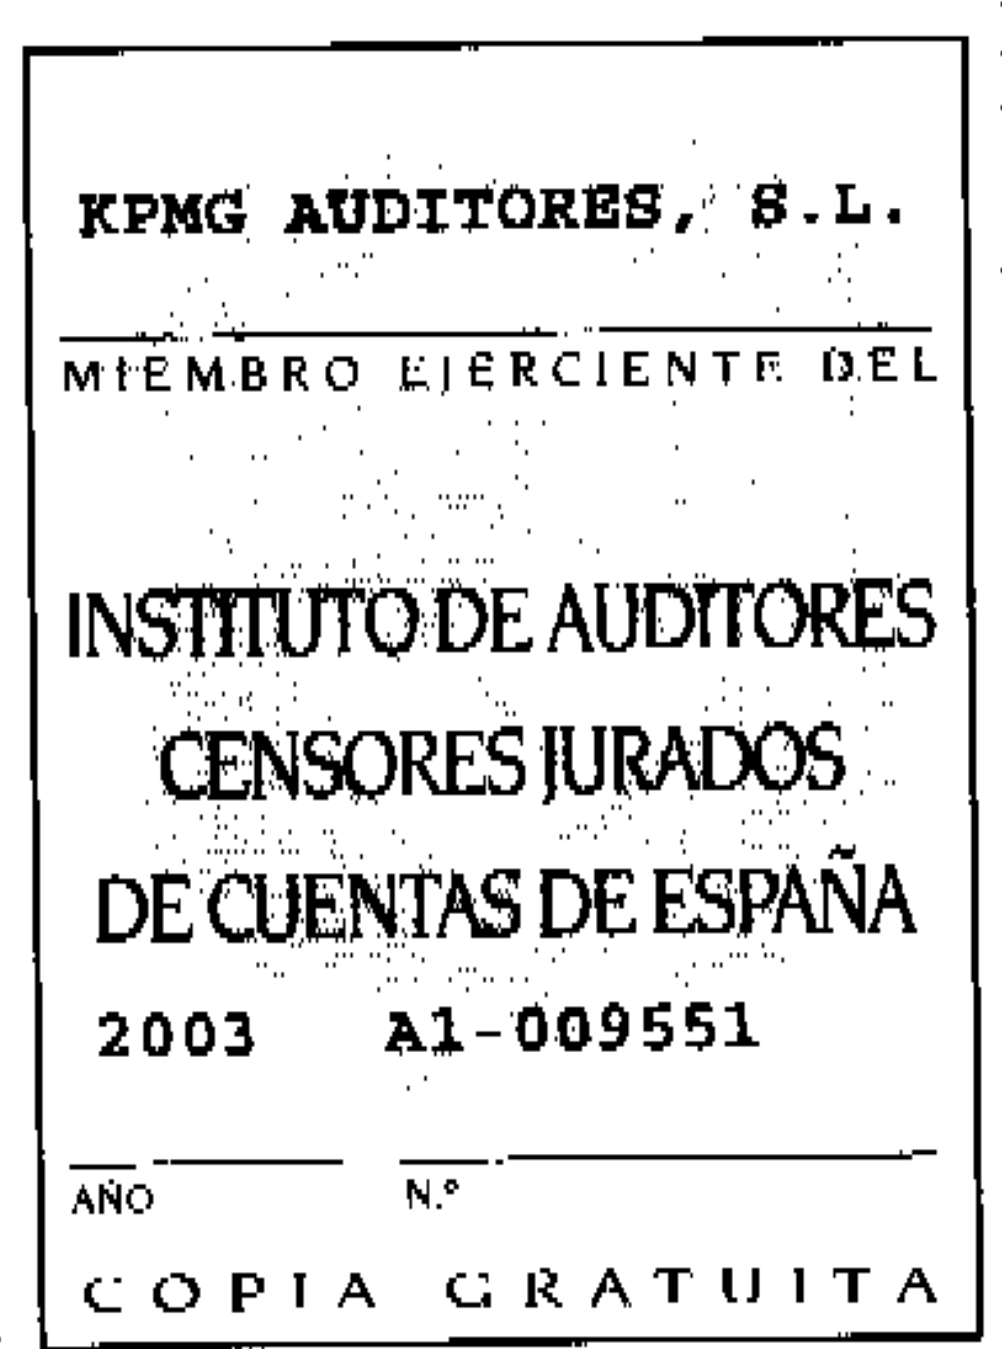 KPMG AUDITORES, S.L.
MIEMBRO EJERCIENTE DEL
INSTITUTO DE AUDITORES
CENSORES JURADOS
DE CUENTAS DE ESPAÑA
2003 A1-009551
AÑO N.º
COPIA GRATUITA